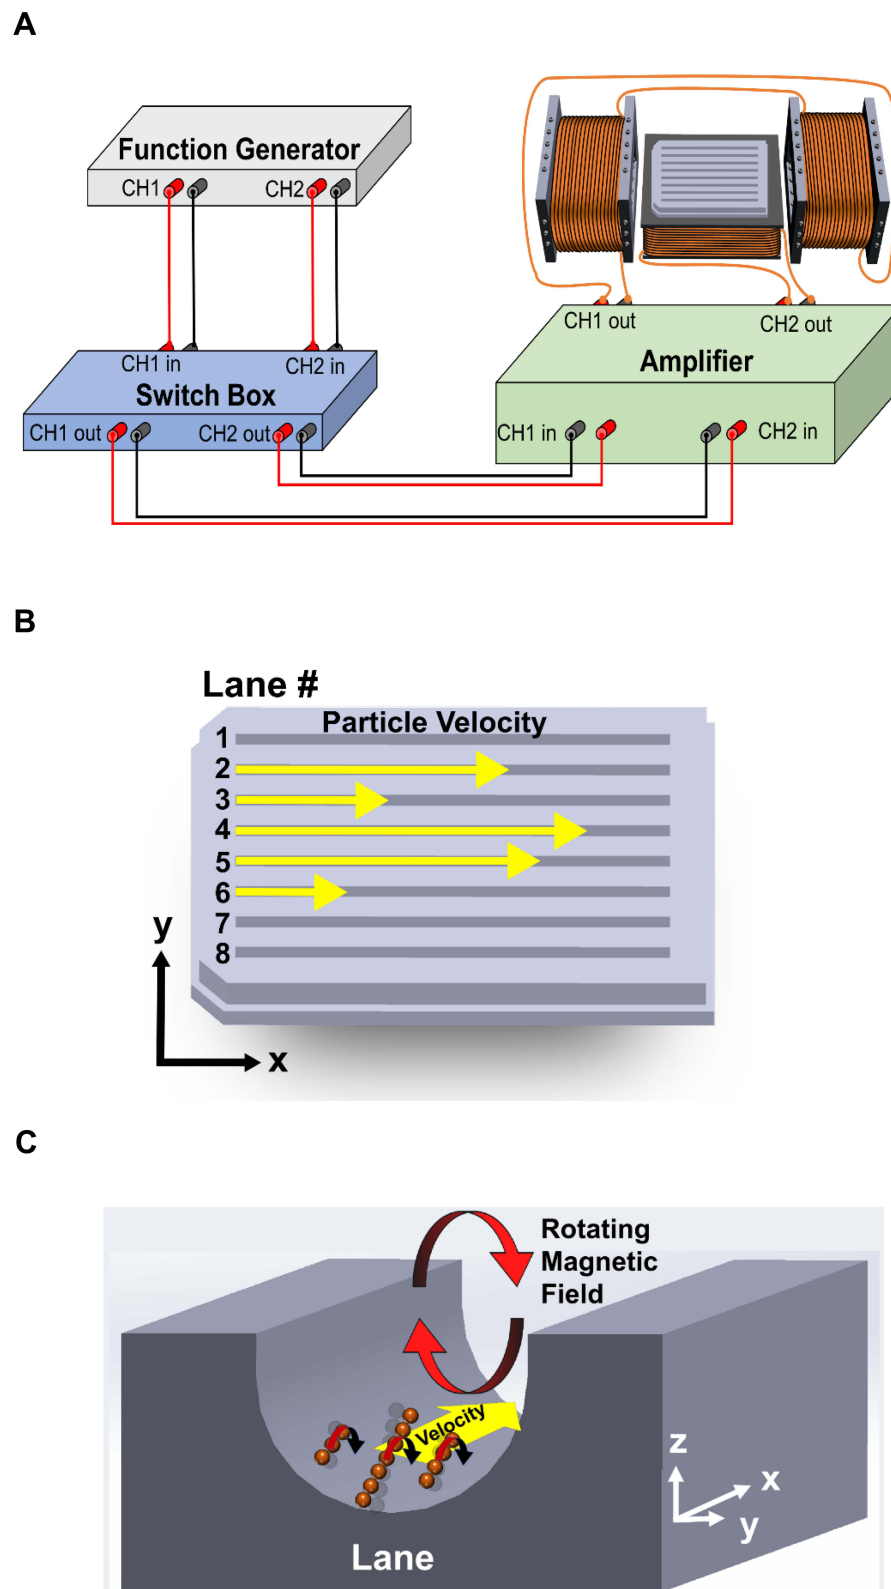 A
Function Generator
CH1
CH2
CH1 in
CH2 in
Switch Box
CH1 out
CH2 out
CH1 out
CH2 out
Amplifier
CH1 in
CH2 in
B
Lane #
Particle Velocity
1
2
3
4
5
6
7
8
y
x
C
Rotating
Magnetic
Field
Velocity
z
x
y
Lane